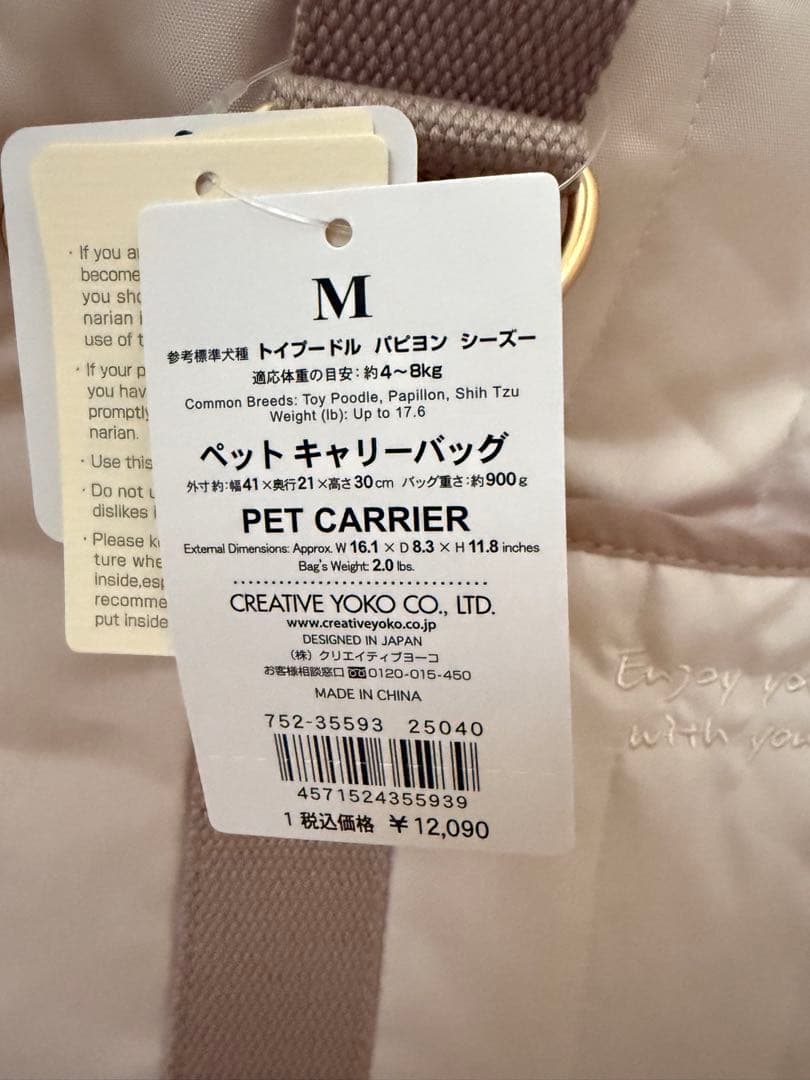 M
参考標準犬種 トイプードル パピヨン シーズー
適応体重の目安：約4～8kg
Common Breeds: Toy Poodle, Papillon, Shih Tzu
Weight (lb): Up to 17.6
ペット キャリーバッグ
外寸約：幅41×奥行21×高さ30cm バッグ重さ：約900g
PET CARRIER
External Dimensions: Approx. W 16.1 × D 8.3 × H 11.8 inches
Bag's Weight: 2.0 lbs.
CREATIVE YOKO CO., LTD.
www.creativeyoko.co.jp
DESIGNED IN JAPAN
（株）クリエイティブヨーコ
お客様相談窓口 0120-015-450
MADE IN CHINA
752-35593 25040
4571524355939
1 税込価格 ￥12,090
・If you
become
you
narian
use of
・If your
you
promptly
narian.
・Use this
・Do not
dislikes
・Please
ture
inside,
recomme
put inside
Enjoy
with